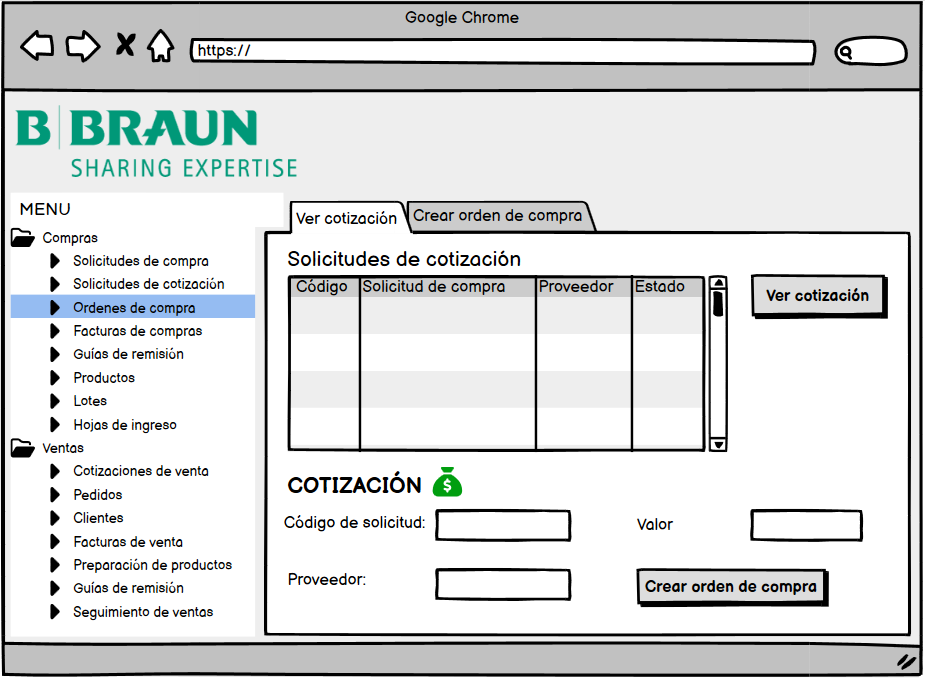 Google Chrome
https://
B BRAUN
SHARING EXPERTISE
MENU
Compras
Solicitudes de compra
Solicitudes de cotización
Ordenes de compra
Facturas de compras
Guías de remisión
Productos
Lotes
Hojas de ingreso
Ventas
Cotizaciones de venta
Pedidos
Clientes
Facturas de venta
Preparación de productos
Guías de remisión
Seguimiento de ventas
Ver cotización
Crear orden de compra
Solicitudes de cotización
Código Solicitud de compra Proveedor Estado
Ver cotización
COTIZACIÓN $
Código de solicitud:
Valor
Proveedor:
Crear orden de compra